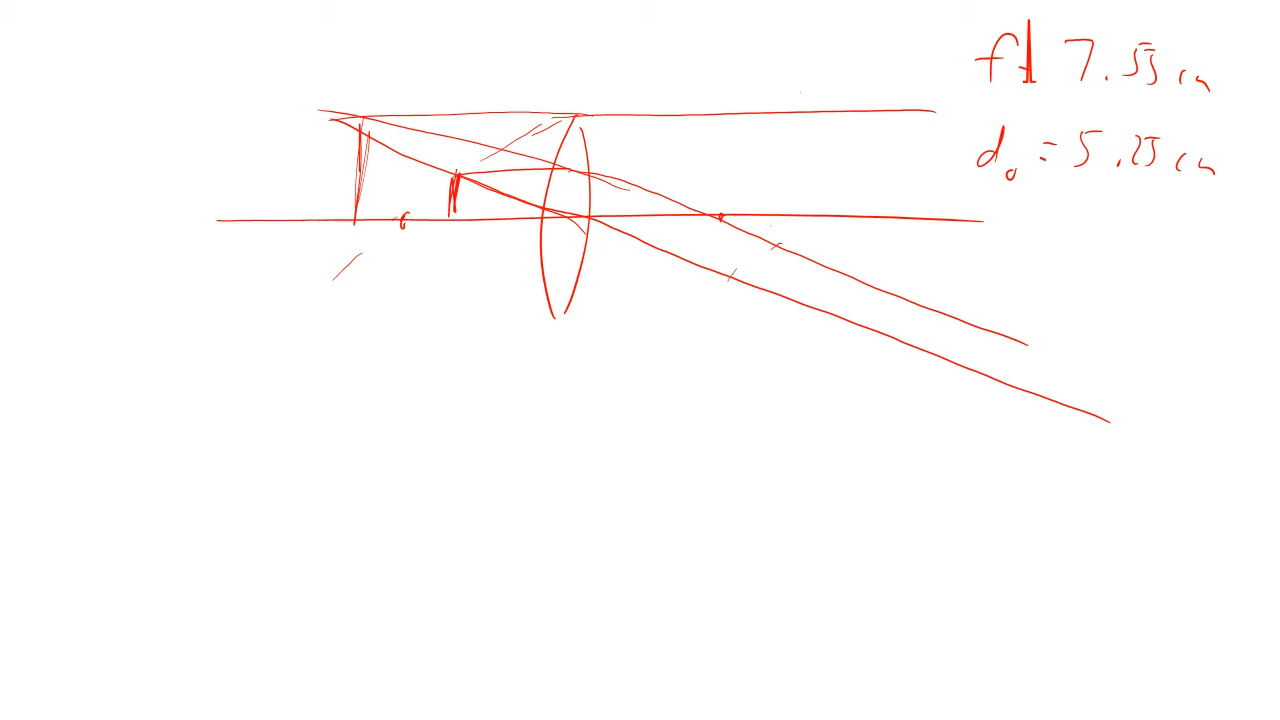 f = 7.55 cm
d₀ = 5.25 cm